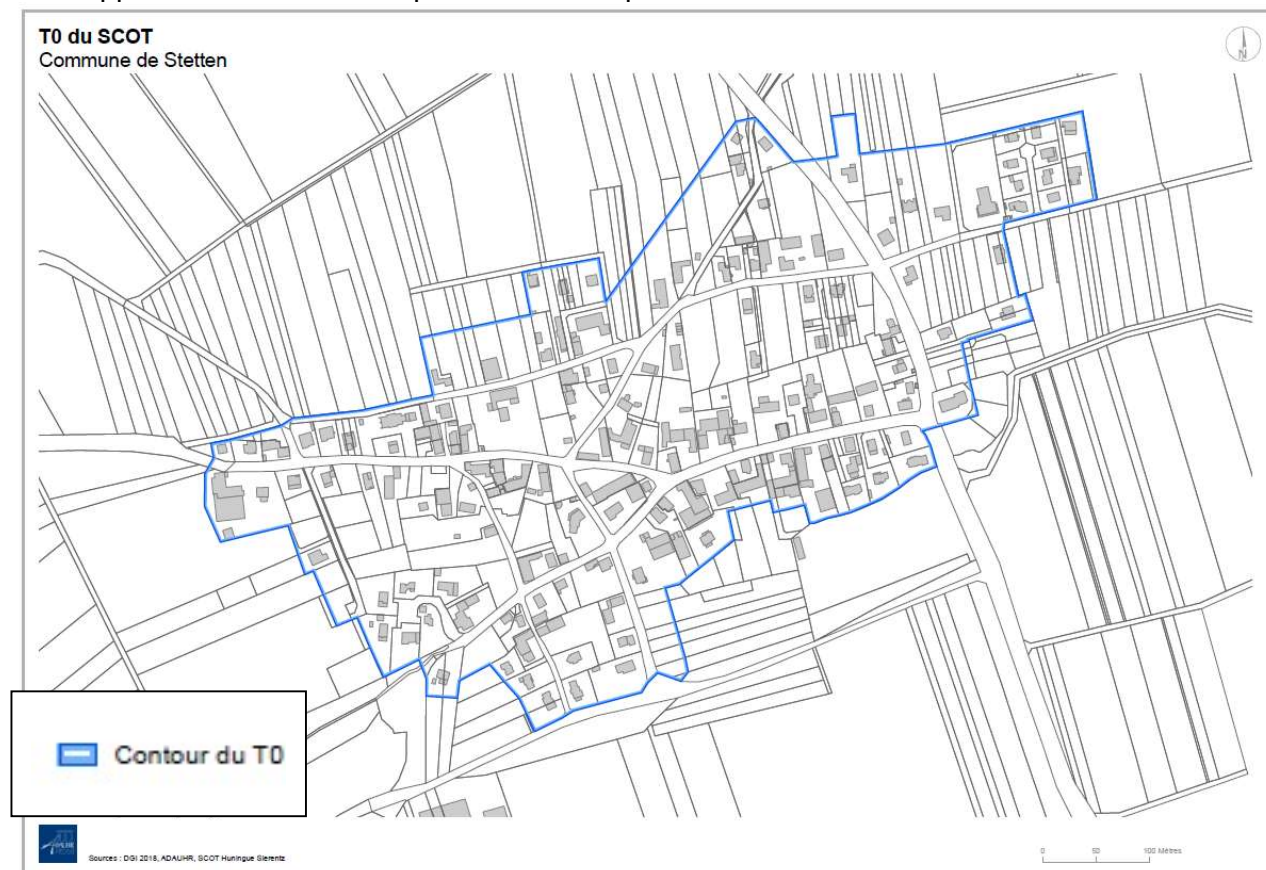 T0 du SCOT
Commune de Stetten
N
Contour du T0
Sources : DGI 2018, ADAUHR, SCOT Huningue Sierentz
0 50 100 Mètres